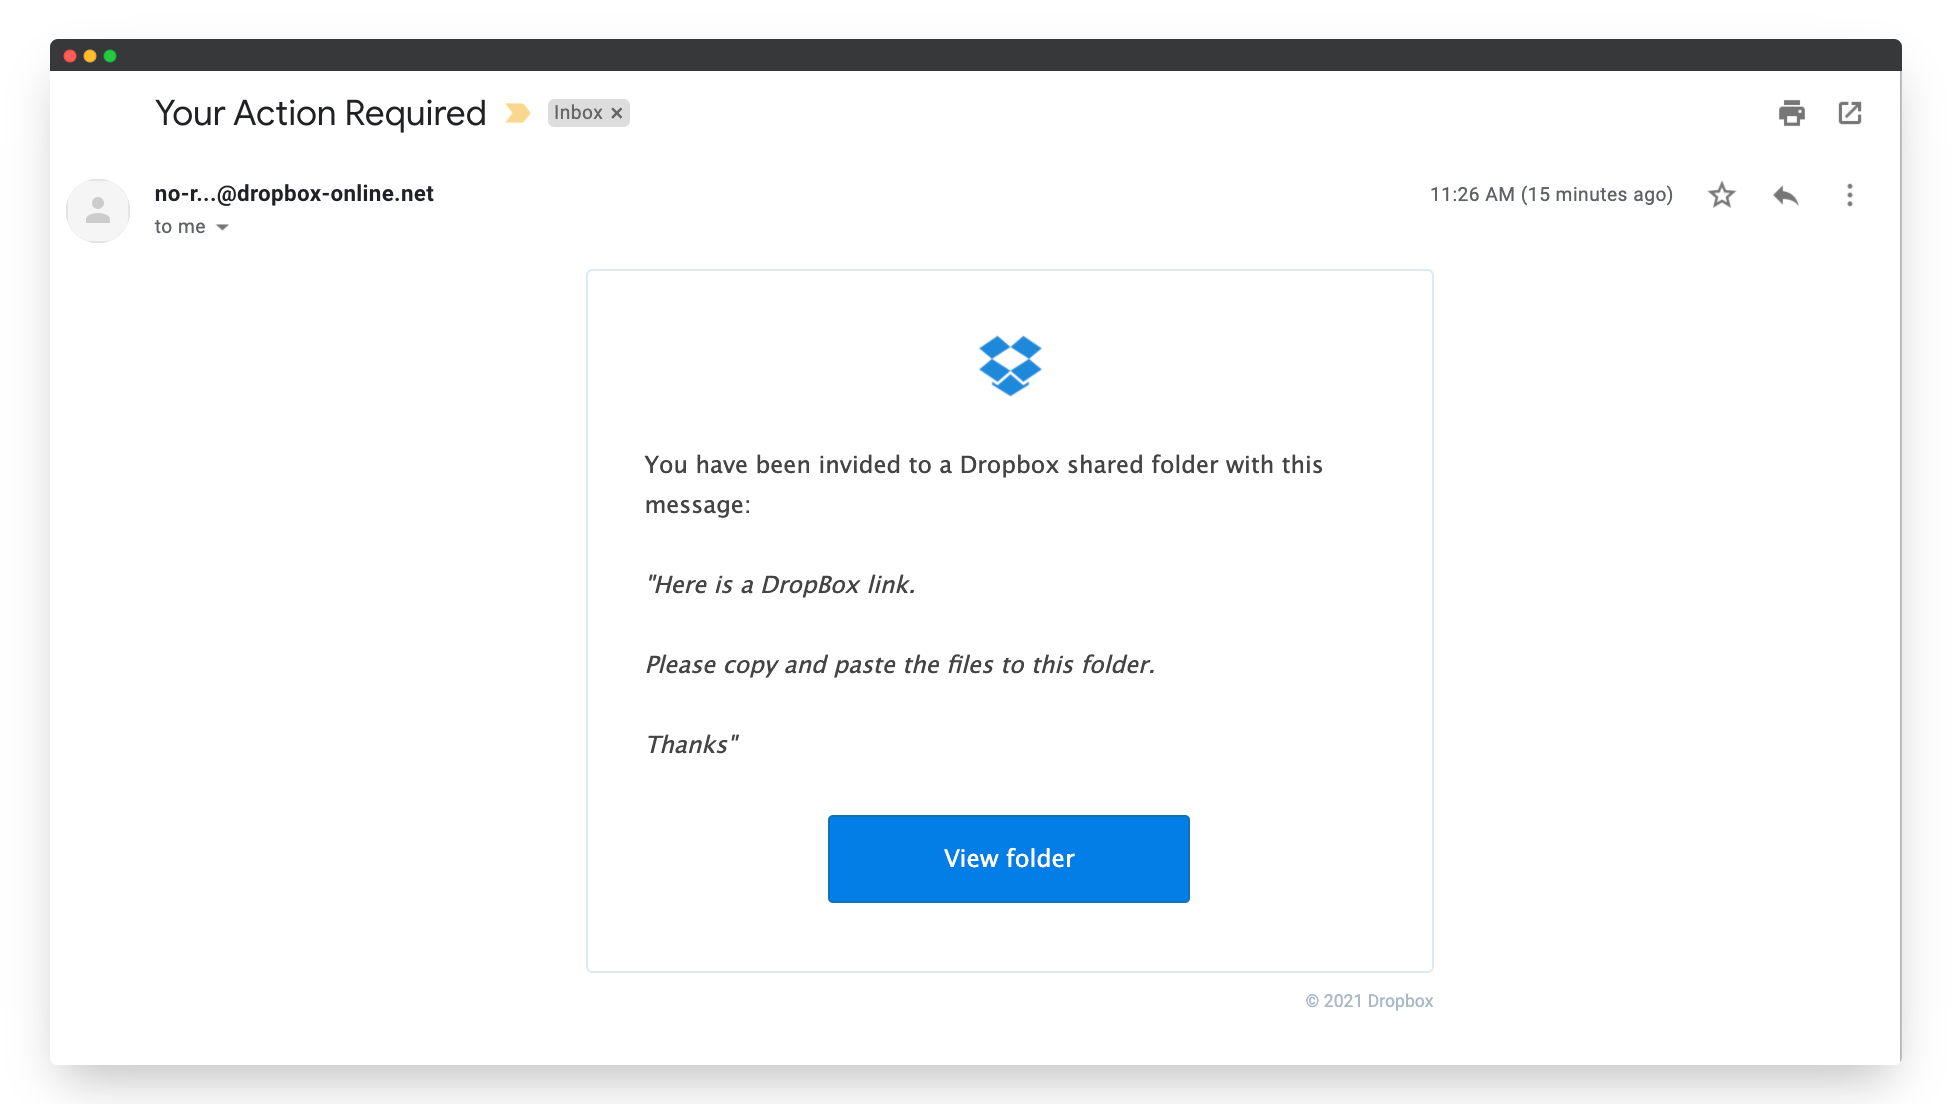 Your Action Required
Inbox ×
no-r...@dropbox-online.net
11:26 AM (15 minutes ago)
to me
You have been invided to a Dropbox shared folder with this
message:
"Here is a DropBox link.
Please copy and paste the files to this folder.
Thanks"
View folder
© 2021 Dropbox